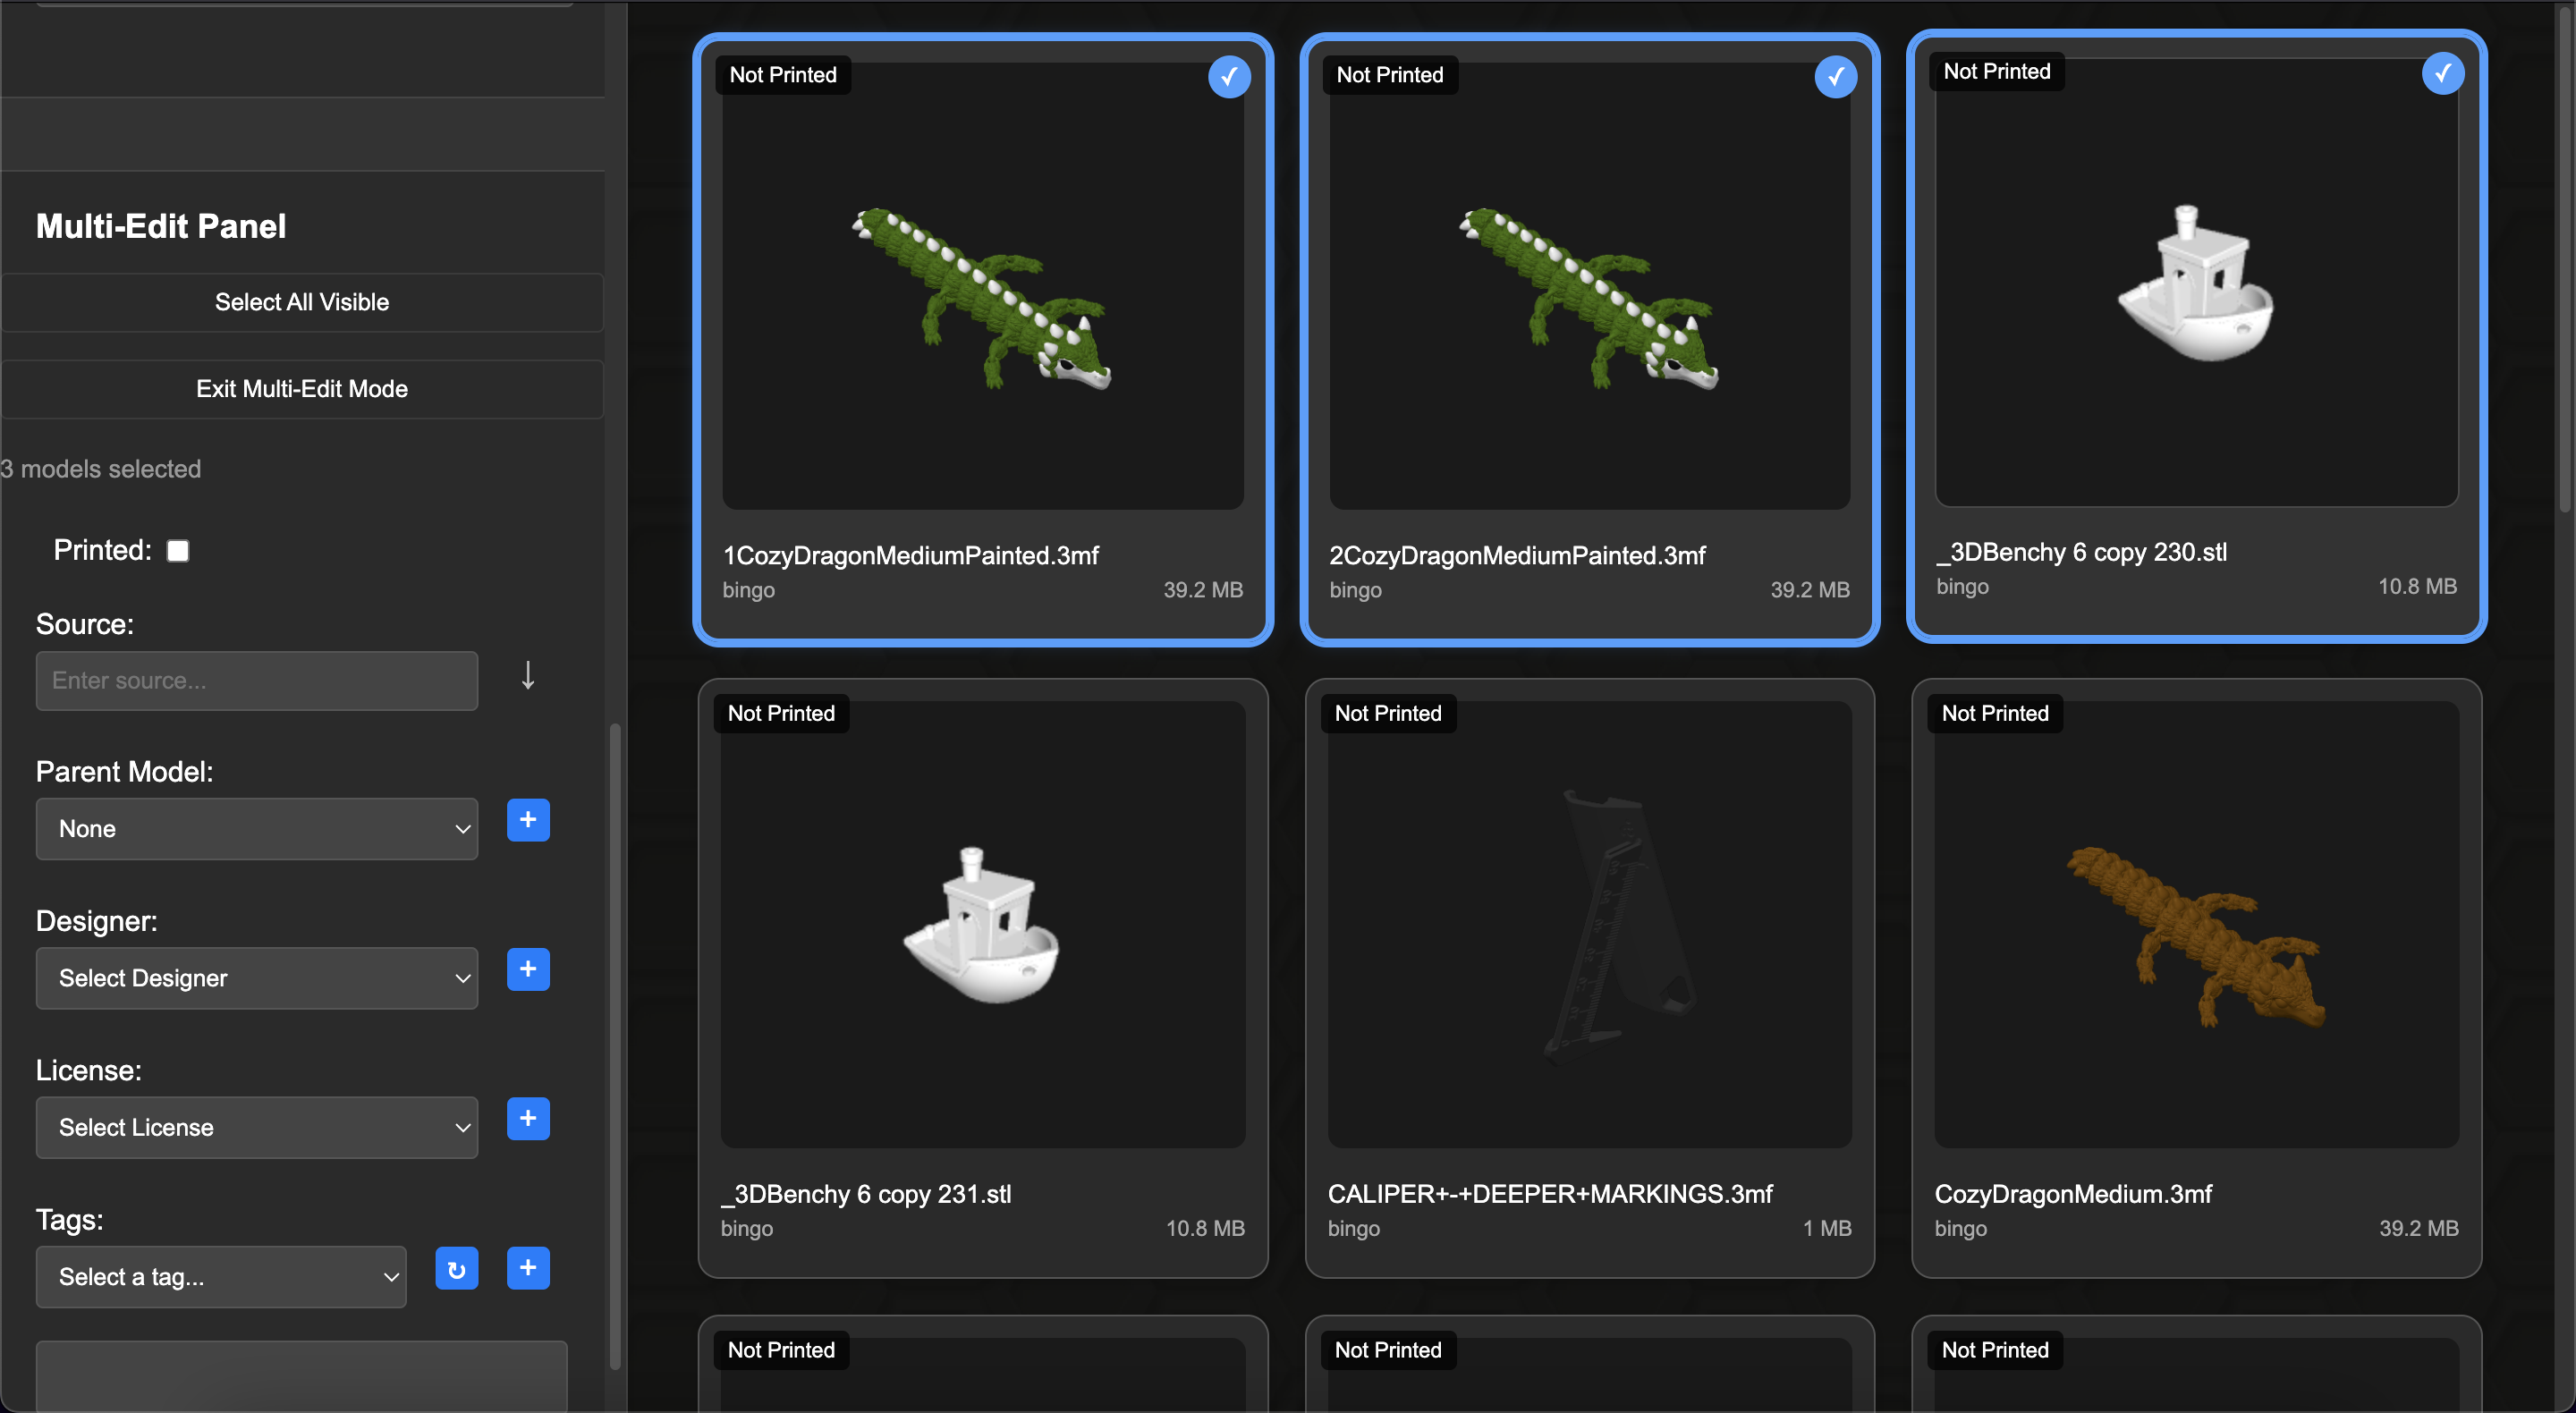 Multi-Edit Panel
Select All Visible
Exit Multi-Edit Mode
3 models selected
Printed:
Source:
Enter source...
Parent Model:
None
Designer:
Select Designer
License:
Select License
Tags:
Select a tag...
Not Printed
1CozyDragonMediumPainted.3mf
bingo 39.2 MB
Not Printed
2CozyDragonMediumPainted.3mf
bingo 39.2 MB
Not Printed
_3DBenchy 6 copy 230.stl
bingo 10.8 MB
Not Printed
_3DBenchy 6 copy 231.stl
bingo 10.8 MB
Not Printed
CALIPER+-+DEEPER+MARKINGS.3mf
bingo 1 MB
Not Printed
CozyDragonMedium.3mf
bingo 39.2 MB
Not Printed
Not Printed
Not Printed